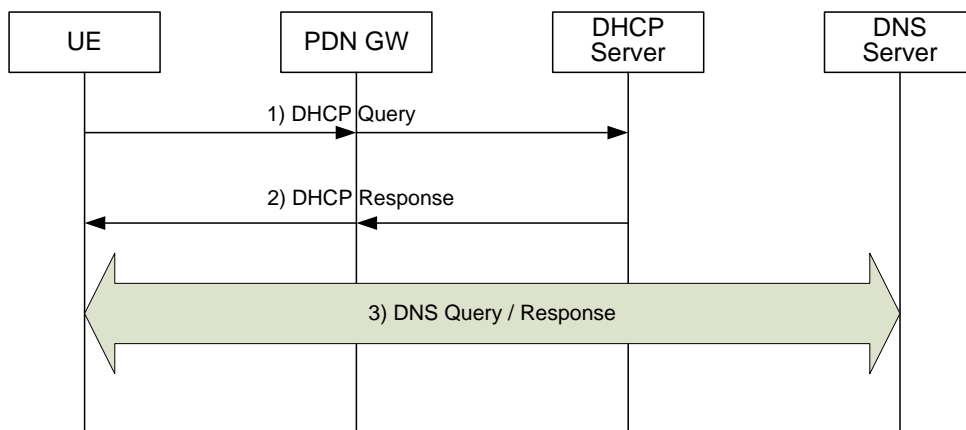 UE
PDN GW
DHCP
Server
DNS
Server
1) DHCP Query
2) DHCP Response
3) DNS Query / Response